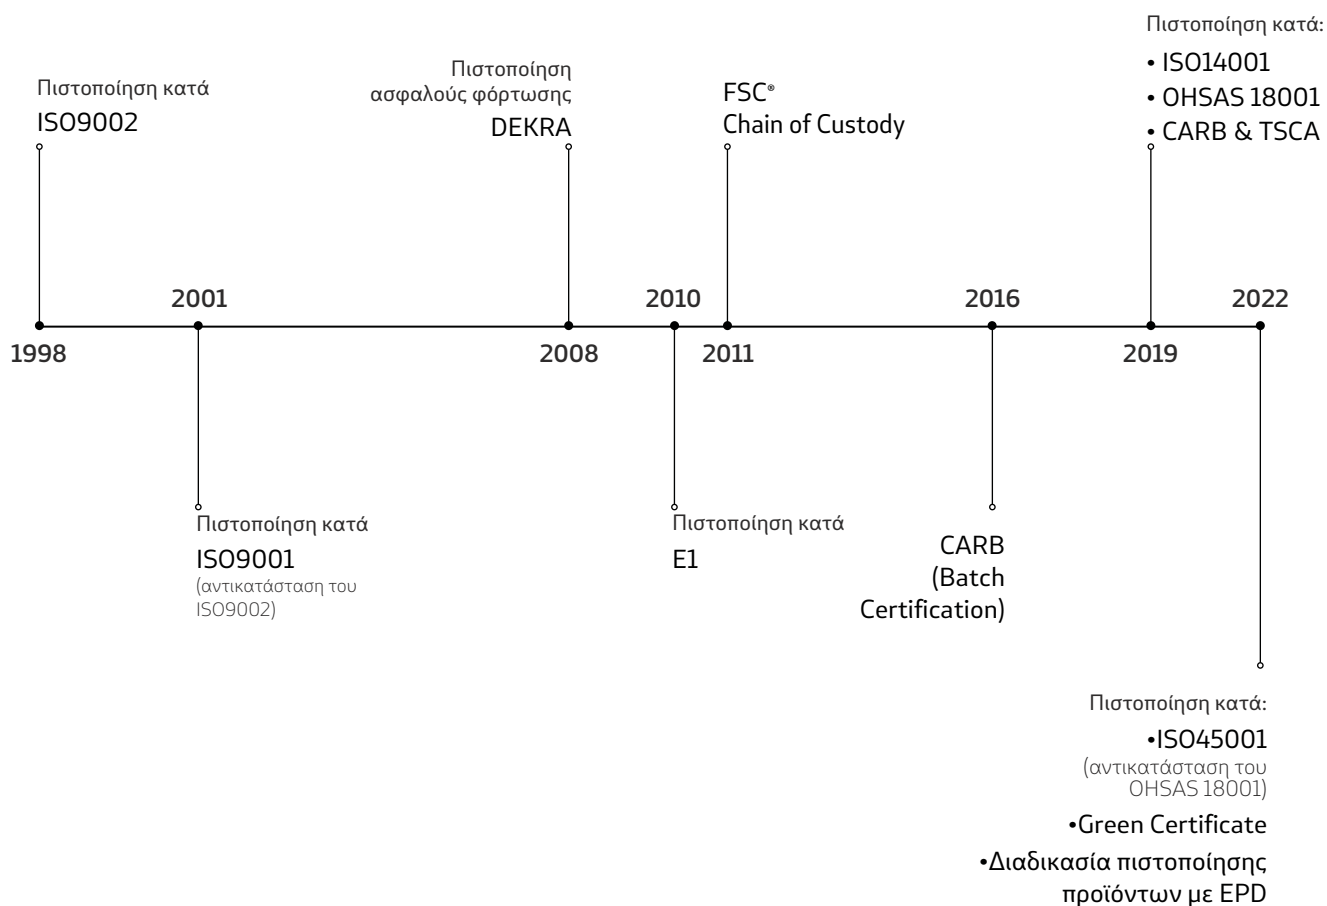 Πιστοποίηση κατά
ISO9002
1998
2001
Πιστοποίηση κατά
ISO9001
(αντικατάσταση του
ISO9002)
Πιστοποίηση
ασφαλούς φόρτωσης
DEKRA
2008
2010
Πιστοποίηση κατά
E1
FSC®
Chain of Custody
2011
2016
CARB
(Batch
Certification)
Πιστοποίηση κατά:
• ISO14001
• OHSAS 18001
• CARB & TSCA
2019
2022
Πιστοποίηση κατά:
•ISO45001
(αντικατάσταση του
OHSAS 18001)
•Green Certificate
•Διαδικασία πιστοποίησης
προϊόντων με EPD